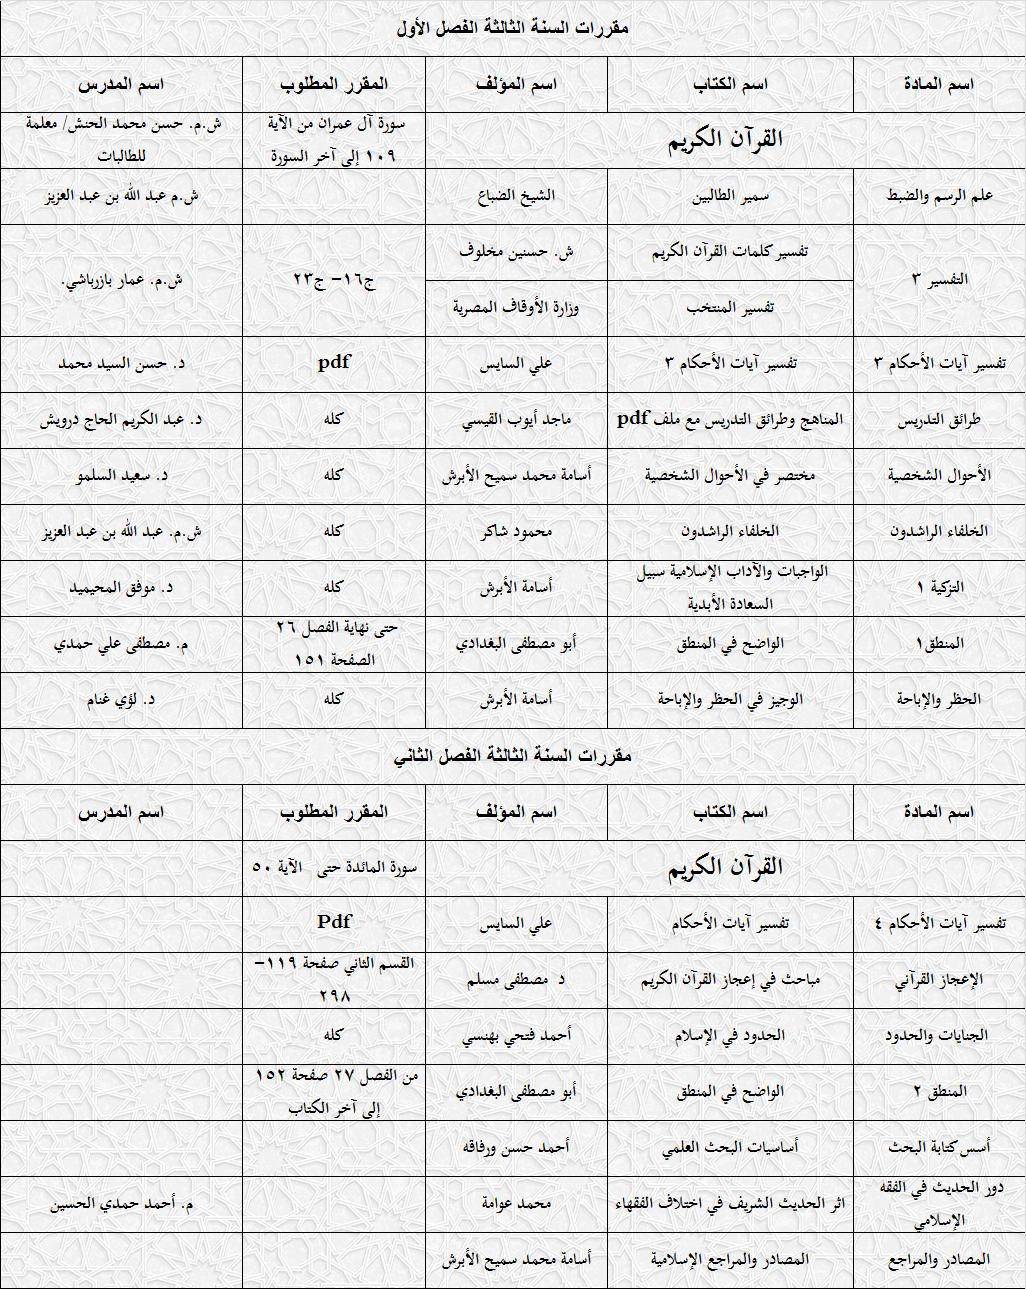 مقررات السنة الثالثة الفصل الأول
اسم المادة اسم الكتاب اسم المؤلف المقرر المطلوب اسم المدرس
القرآن الكريم
سورة آل عمران من الآية
١٠٩ إلى آخر السورة
ش.م. حسن محمد الحنش/ معلمة
للطالبات
علم الرسم والضبط سمير الطالبين الشيخ الضباع ش.م عبد الله بن عبد العزيز
التفسير ٣
تفسير كلمات القرآن الكريم ش. حسنين مخلوف
تفسير المنتخب وزارة الأوقاف المصرية
ج١٦- ج٢٣ ش.م. عمار بازرباشي.
تفسير آيات الأحكام ٣ تفسير آيات الأحكام ٣ علي السايس pdf د. حسن السيد محمد
طرائق التدريس المناهج وطرائق التدريس مع ملف pdf ماجد أيوب القيسي كله د. عبد الكريم الحاج درويش
الأحوال الشخصية مختصر في الأحوال الشخصية أسامة محمد سميح الأبرش كله د. سعيد السلمو
الخلفاء الراشدون الخلفاء الراشدون محمود شاكر كله ش.م. عبد الله بن عبد العزيز
التزكية ١
الواجبات والآداب الإسلامية سبيل
السعادة الأبدية
أسامة الأبرش كله د. موفق المحيميد
المنطق١ الواضح في المنطق أبو مصطفى البغدادي
حتى نهاية الفصل ٢٦
الصفحة ١٥١
م. مصطفى علي حمدي
الحظر والإباحة الوجيز في الحظر والإباحة أسامة الأبرش كله د. لؤي غنام
مقررات السنة الثالثة الفصل الثاني
اسم المادة اسم الكتاب اسم المؤلف المقرر المطلوب اسم المدرس
القرآن الكريم سورة المائدة حتى الآية ٥٠
تفسير آيات الأحكام ٤ تفسير آيات الأحكام علي السايس Pdf
الإعجاز القرآني مباحث في إعجاز القرآن الكريم د مصطفى مسلم
القسم الثاني صفحة ١١٩-
٢٩٨
الجنايات والحدود الحدود في الإسلام أحمد فتحي بهنسي كله
المنطق ٢ الواضح في المنطق أبو مصطفى البغدادي
من الفصل ٢٧ صفحة ١٥٢
إلى آخر الكتاب
أسس كتابة البحث أساسيات البحث العلمي أحمد حسن ورفاقه
دور الحديث في الفقه
الإسلامي
اثر الحديث الشريف في اختلاف الفقهاء محمد عوامة م. أحمد حمدي الحسين
المصادر والمراجع المصادر والمراجع الإسلامية أسامة محمد سميح الأبرش